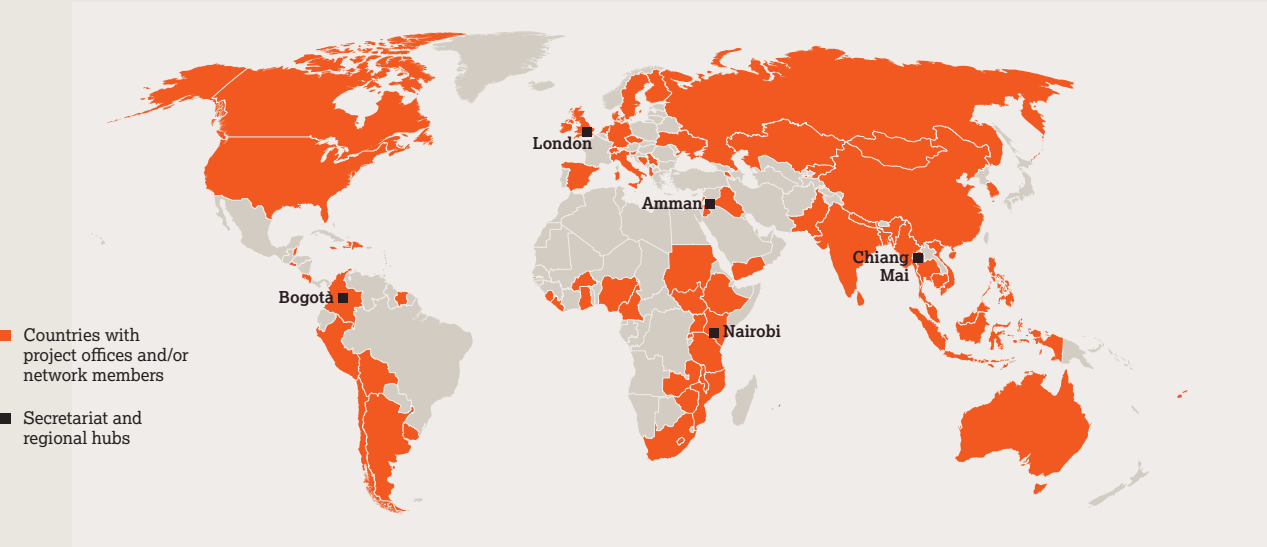 London
Amman
Chiang
Mai
Bogotà
Nairobi
Countries with
project offices and/or
network members
Secretariat and
regional hubs